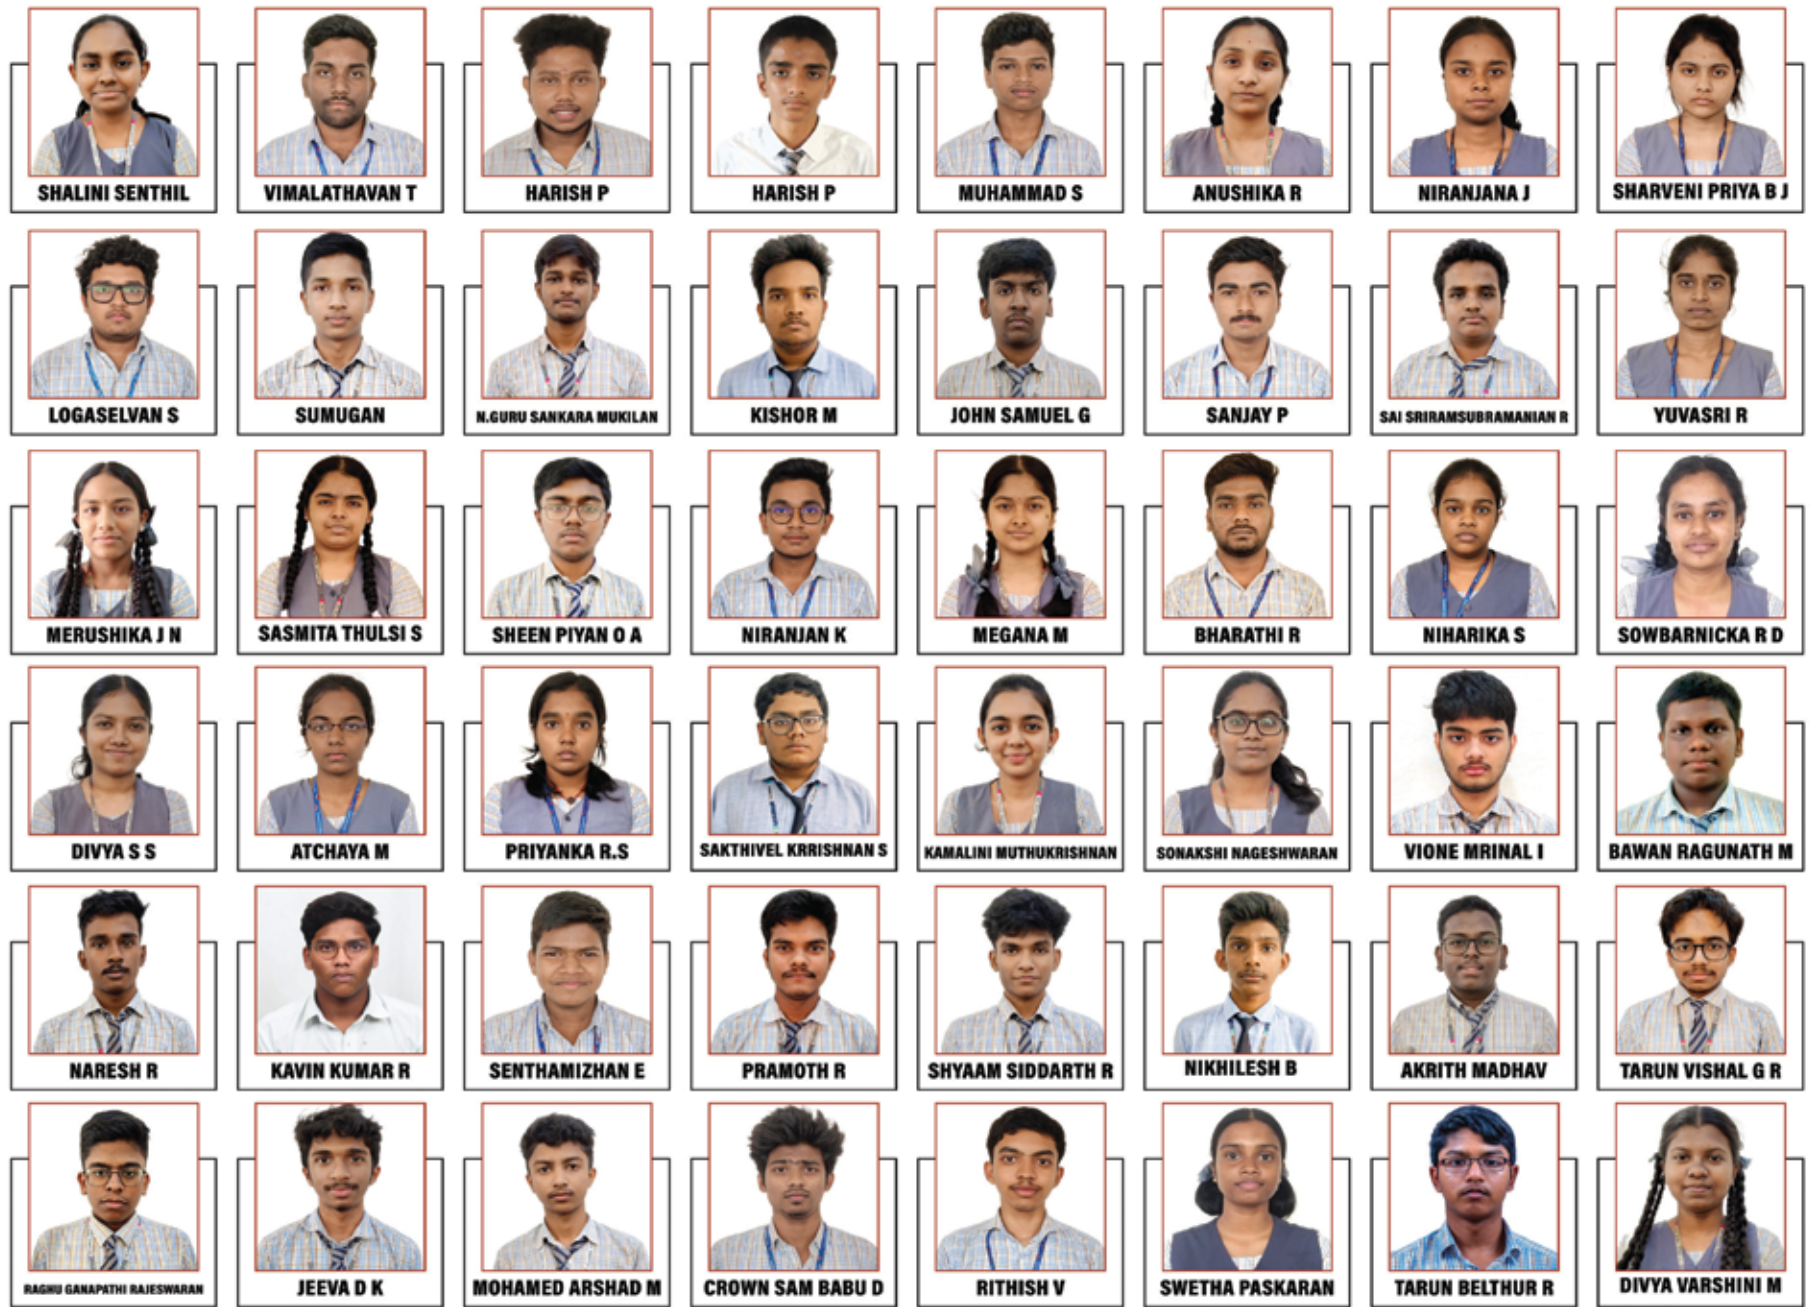 SHALINI SENTHIL
VIMALATHAVAN T
HARISH P
HARISH P
MUHAMMAD S
ANUSHIKA R
NIRANJANA J
SHARVENI PRIYA B J
LOGASELVAN S
SUMUGAN
N.GURU SANKARA MUKILAN
KISHOR M
JOHN SAMUEL G
SANJAY P
SAI SRIRAMSUBRAMANIAN R
YUVASRI R
MERUSHIKA J N
SASMITA THULSI S
SHEEN PIYAN O A
NIRANJAN K
MEGANA M
BHARATHI R
NIHARIKA S
SOWBARNICKA R D
DIVYA S S
ATCHAYA M
PRIYANKA R.S
SAKTHIVEL KRRISHNAN S
KAMALINI MUTHUKRISHNAN
SONAKSHI NAGESHWARAN
VIONE MRINAL I
BAWAN RAGUNATH M
NARESH R
KAVIN KUMAR R
SENTHAMIZHAN E
PRAMOTH R
SHYAAM SIDDARTH R
NIKHILESH B
AKRITH MADHAV
TARUN VISHAL G R
RAGHU GANAPATHI RAJESWARAN
JEEVA D K
MOHAMED ARSHAD M
CROWN SAM BABU D
RITHISH V
SWETHA PASKARAN
TARUN BELTHUR R
DIVYA VARSHINI M